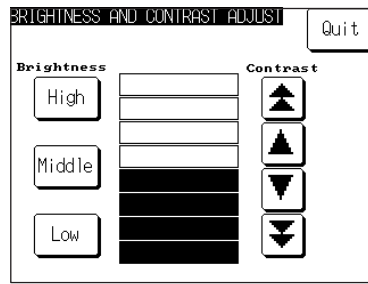 BRIGHTNESS AND CONTRAST ADJUST
Quit
Brightness
Contrast
High
Middle
Low